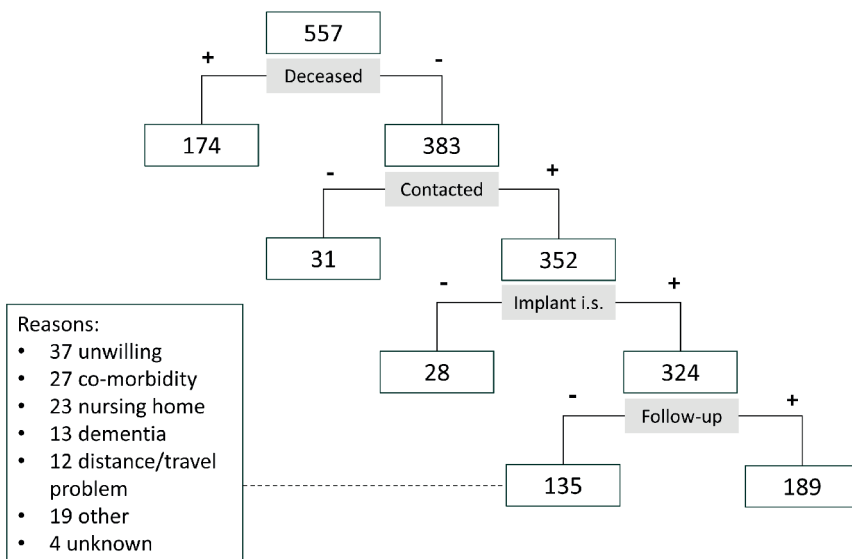 557
+ -
Deceased
174 383
- +
Contacted
31 352
- +
Implant i.s.
28 324
- +
Follow-up
135 189
Reasons:
• 37 unwilling
• 27 co-morbidity
• 23 nursing home
• 13 dementia
• 12 distance/travel
problem
• 19 other
• 4 unknown